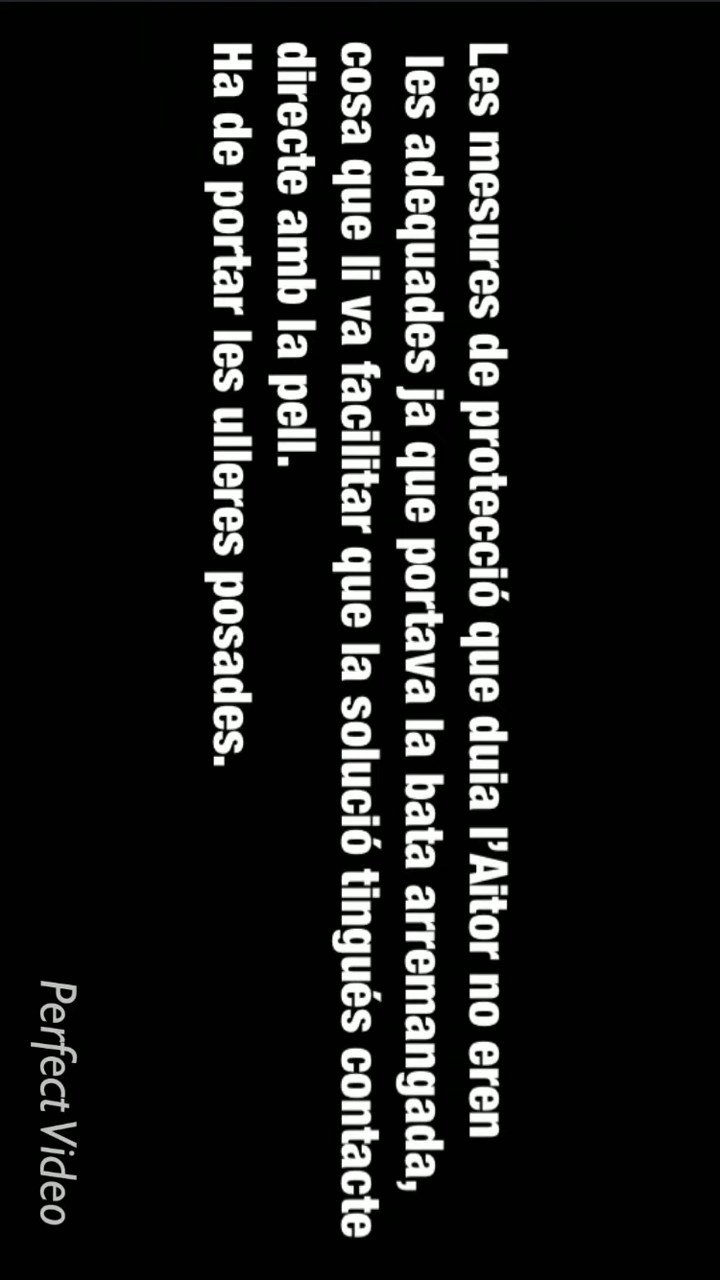 Les mesures de protecció que duia l'Aitor no eren
les adequades ja que portava la bata arremangada,
cosa que li va facilitar que la solució tingués contacte
directe amb la pell.
Ha de portar les ulleres posades.
Perfect Video